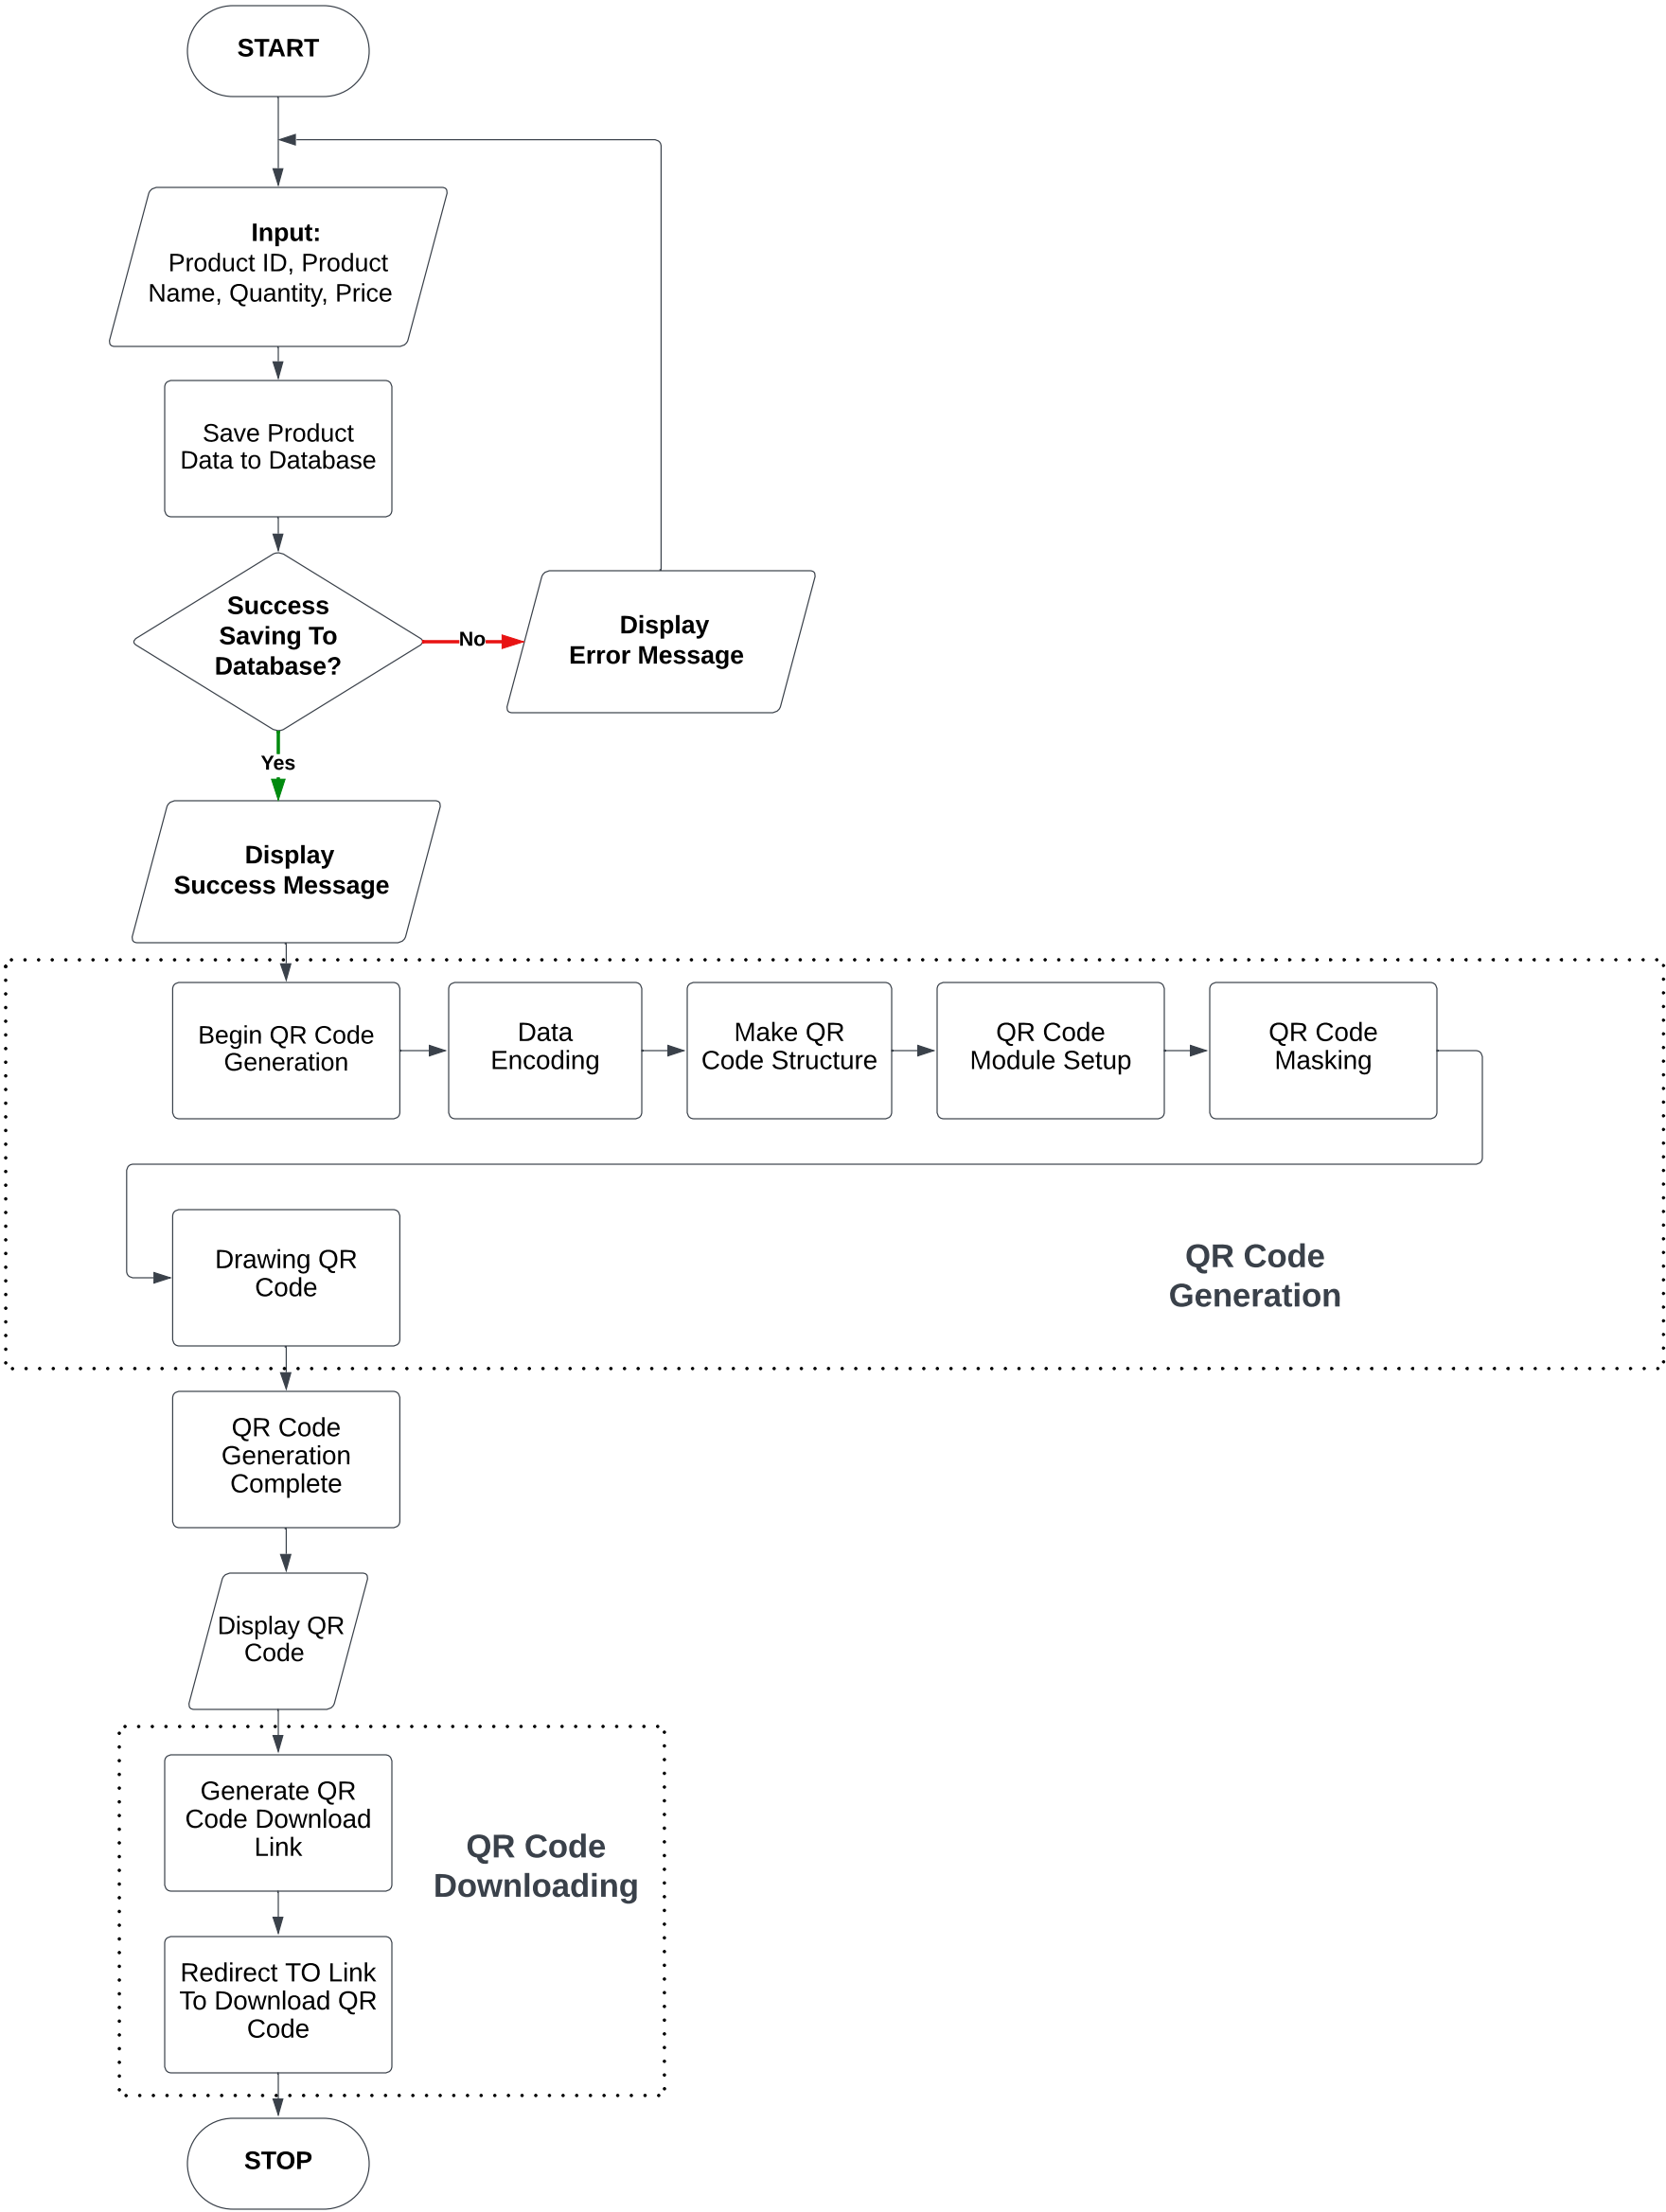 START
Input:
Product ID, Product
Name, Quantity, Price
Save Product
Data to Database
Success
Saving To
Database?
No
Display
Error Message
Yes
Display
Success Message
Begin QR Code
Generation
Data
Encoding
Make QR
Code Structure
QR Code
Module Setup
QR Code
Masking
Drawing QR
Code
QR Code
Generation
QR Code
Generation
Complete
Display QR
Code
Generate QR
Code Download
Link
QR Code
Downloading
Redirect TO Link
To Download QR
Code
STOP